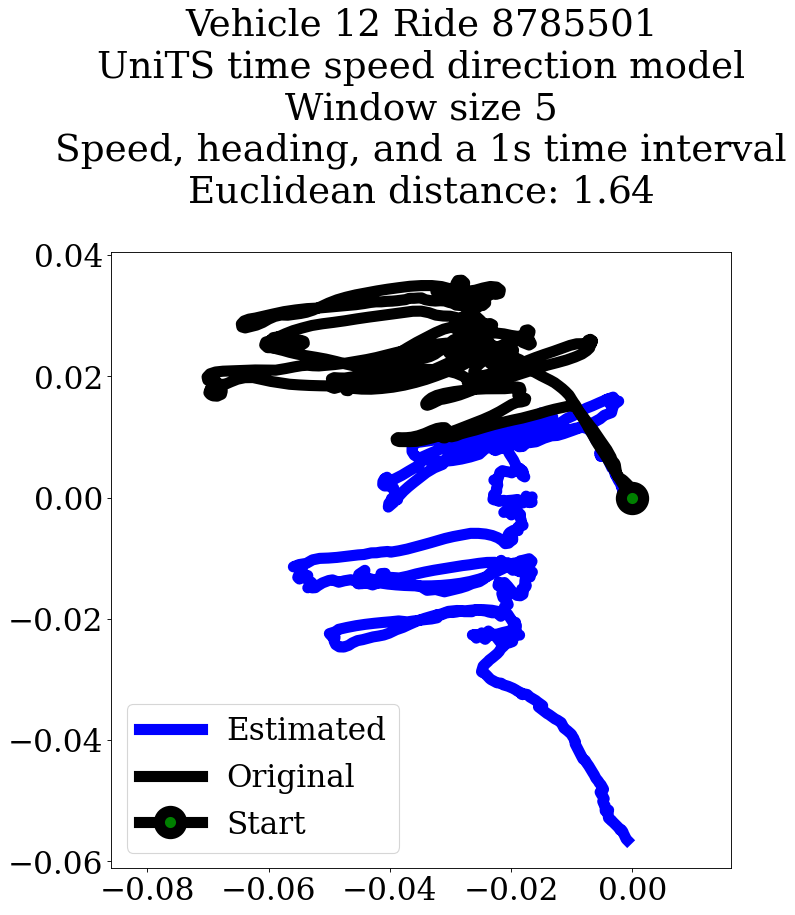 Vehicle 12 Ride 8785501
UniTS time speed direction model
Window size 5
Speed, heading, and a 1s time interval
Euclidean distance: 1.64
0.04
0.02
0.00
−0.02
−0.04
−0.06
Estimated
Original
Start
−0.08 −0.06 −0.04 −0.02 0.00